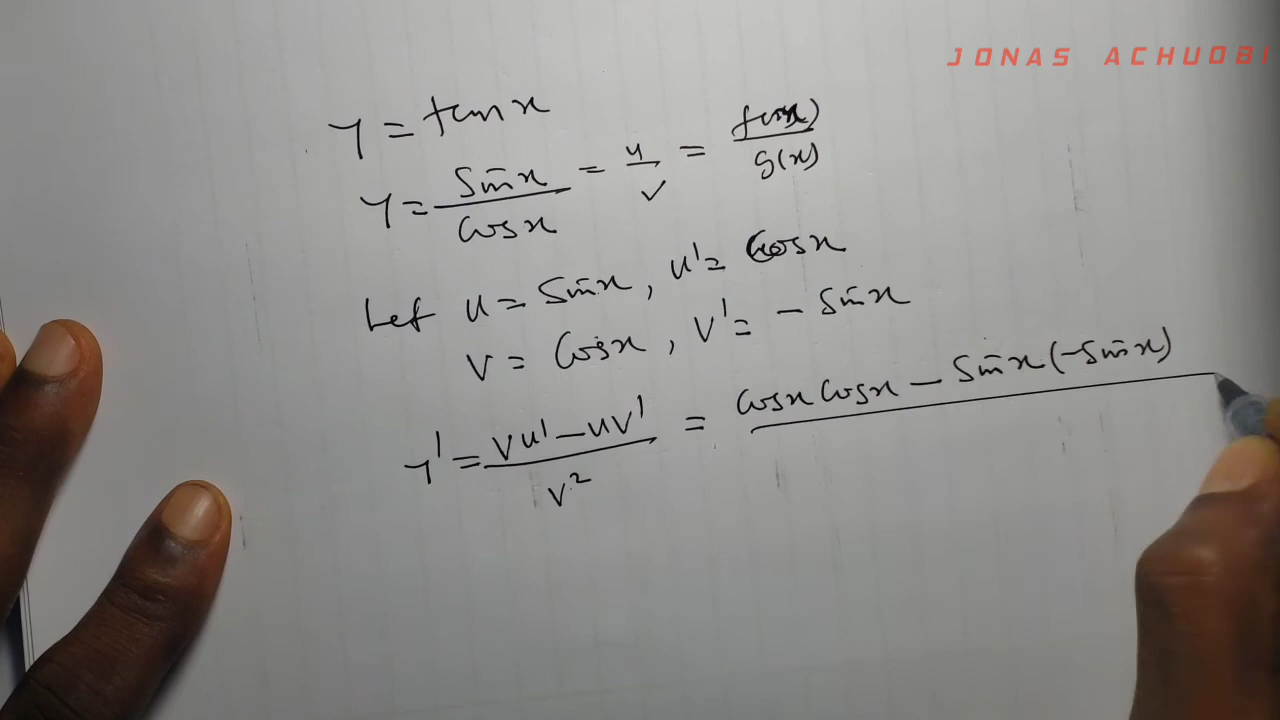 JONAS ACHUOBI
y = tan x
y = sin x / cos x = u / v = f(x) / g(x)
Let u = sin x, u' = cos x
v = cos x, v' = - sin x
y' = vu' - uv' / v² = cos x cos x - sin x (- sin x)